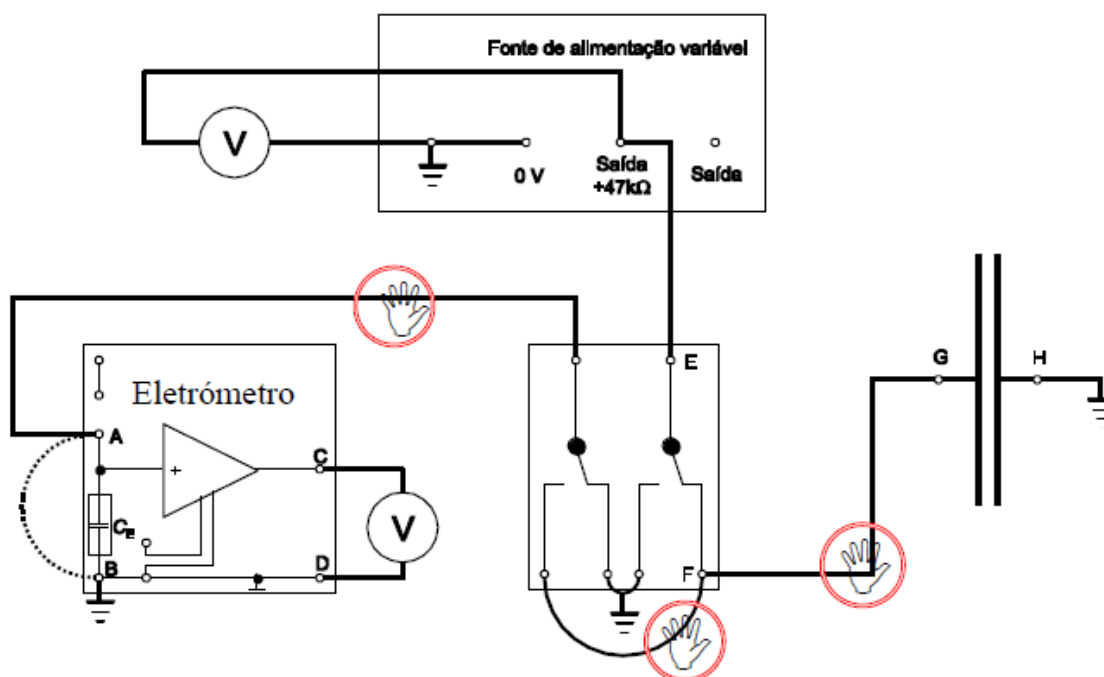 Fonte de alimentação variável
V
0 V
Saída
+47kΩ
Saída
E
G
H
Eletrómetro
A
+
C
V
C_E
B
D
F